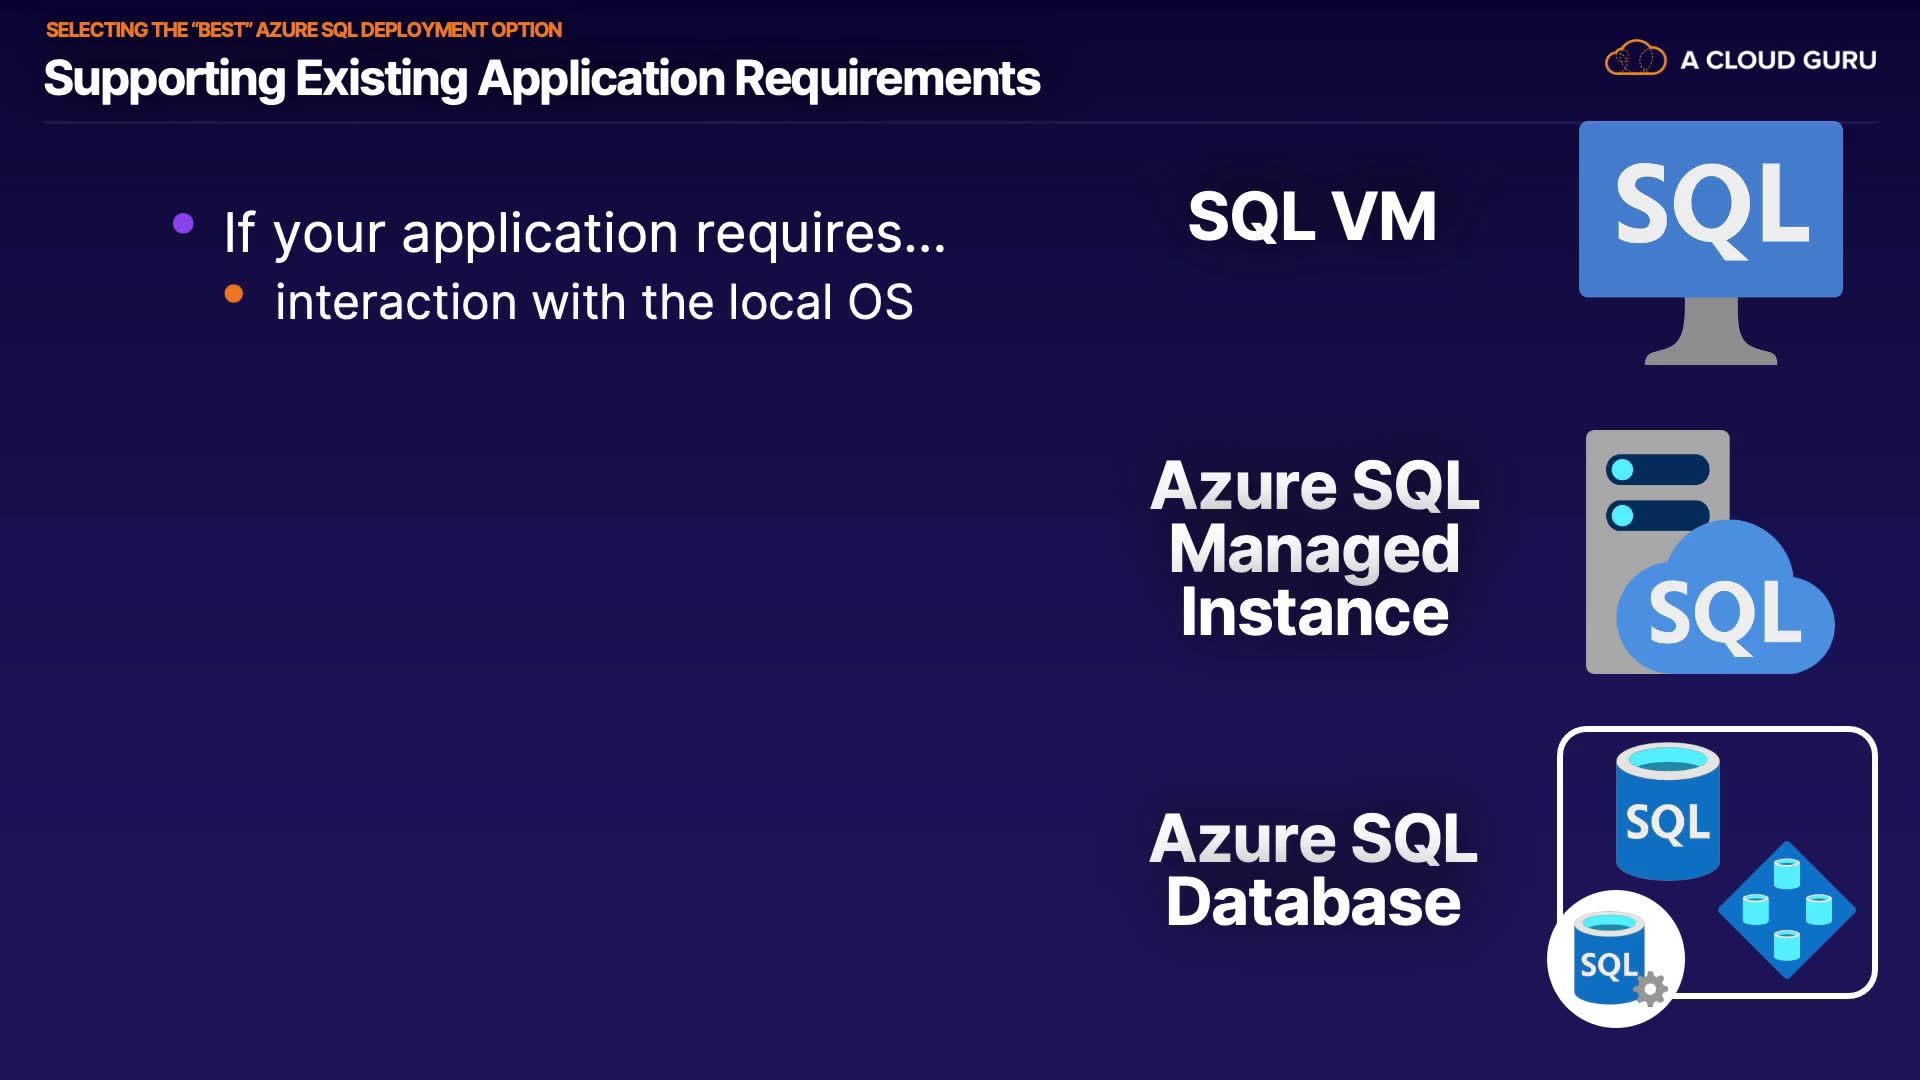 SELECTING THE “BEST” AZURE SQL DEPLOYMENT OPTION
Supporting Existing Application Requirements
A CLOUD GURU
• If your application requires...
• interaction with the local OS
SQL VM
SQL
Azure SQL
Managed
Instance
SQL
Azure SQL
Database
SQL
SQL